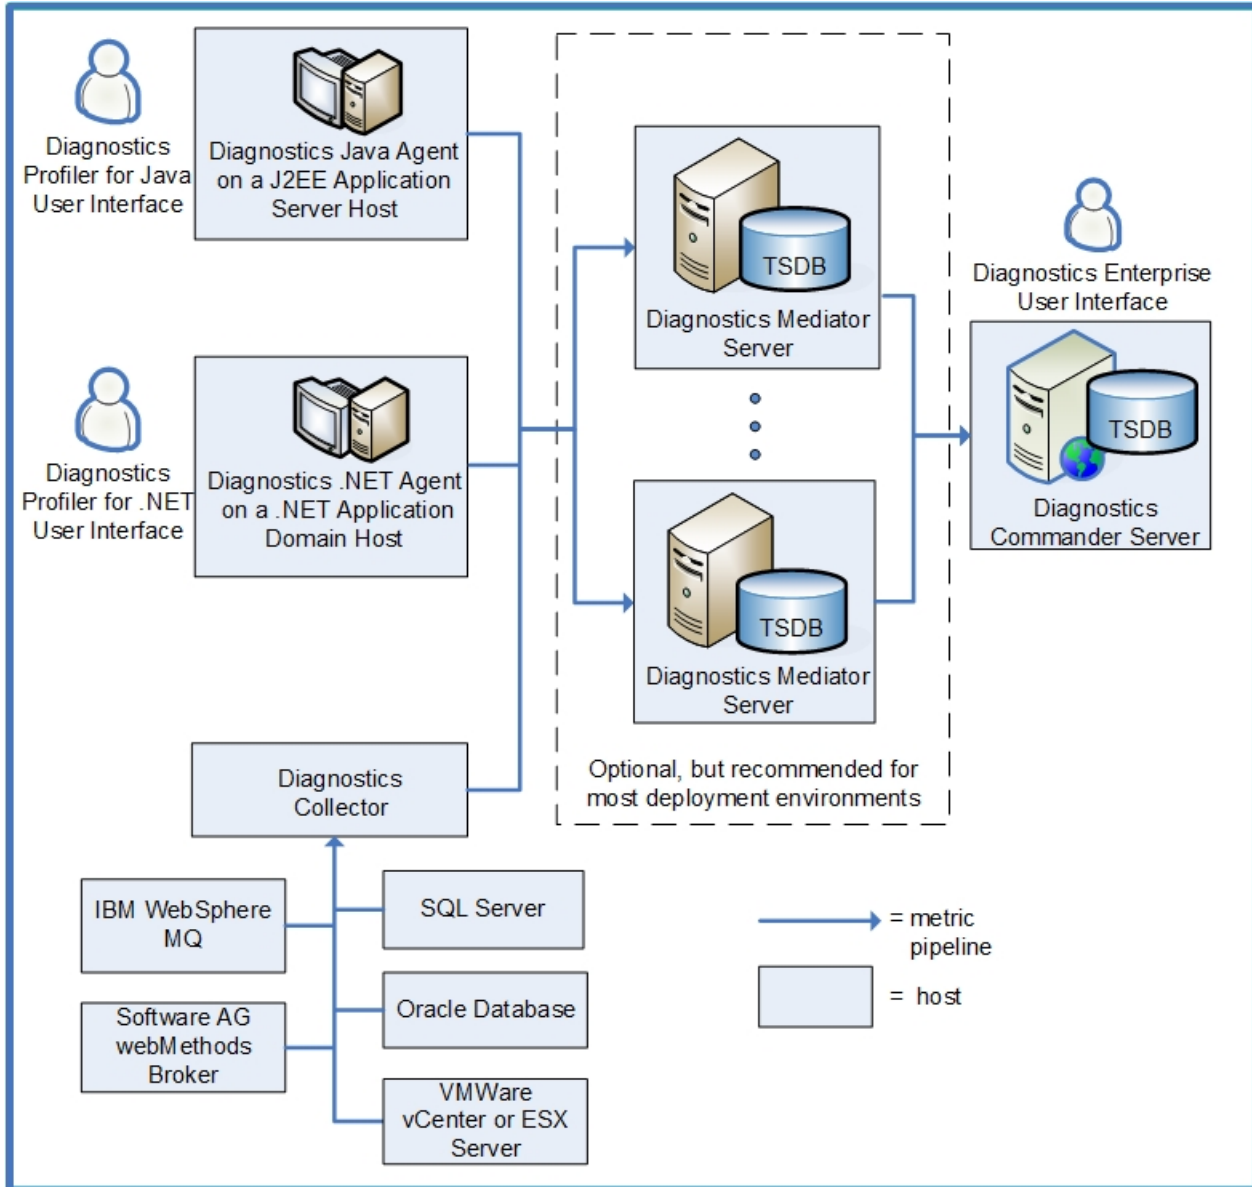 Diagnostics
Profiler for Java
User Interface
Diagnostics Java Agent
on a J2EE Application
Server Host
TSDB
Diagnostics Mediator
Server
Diagnostics Enterprise
User Interface
TSDB
Diagnostics
Commander Server
Diagnostics
Profiler for .NET
User Interface
Diagnostics .NET Agent
on a .NET Application
Domain Host
TSDB
Diagnostics Mediator
Server
Optional, but recommended for
most deployment environments
Diagnostics
Collector
IBM WebSphere
MQ
SQL Server
Software AG
webMethods
Broker
Oracle Database
VMWare
vCenter or ESX
Server
= metric
pipeline
= host